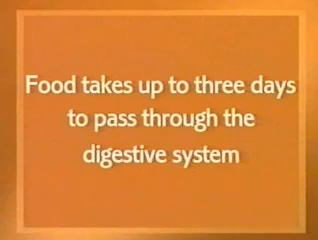 Food takes up to three days
to pass through the
digestive system